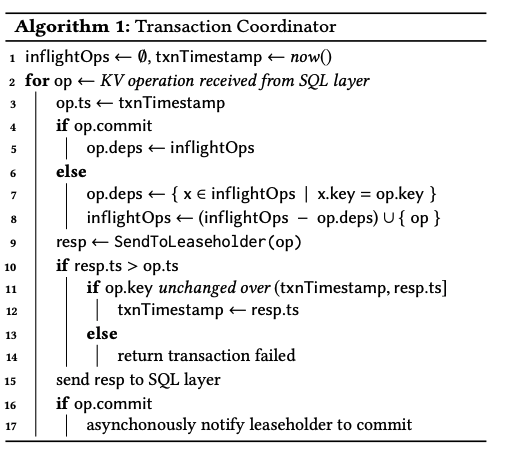 Algorithm 1: Transaction Coordinator
1 inflightOps ← ∅, txnTimestamp ← now()
2 for op ← KV operation received from SQL layer
3 op.ts ← txnTimestamp
4 if op.commit
5 op.deps ← inflightOps
6 else
7 op.deps ← { x ∈ inflightOps | x.key = op.key }
8 inflightOps ← (inflightOps − op.deps) ∪ { op }
9 resp ← SendToLeaseholder(op)
10 if resp.ts > op.ts
11 if op.key unchanged over (txnTimestamp, resp.ts]
12 txnTimestamp ← resp.ts
13 else
14 return transaction failed
15 send resp to SQL layer
16 if op.commit
17 asynchonously notify leaseholder to commit